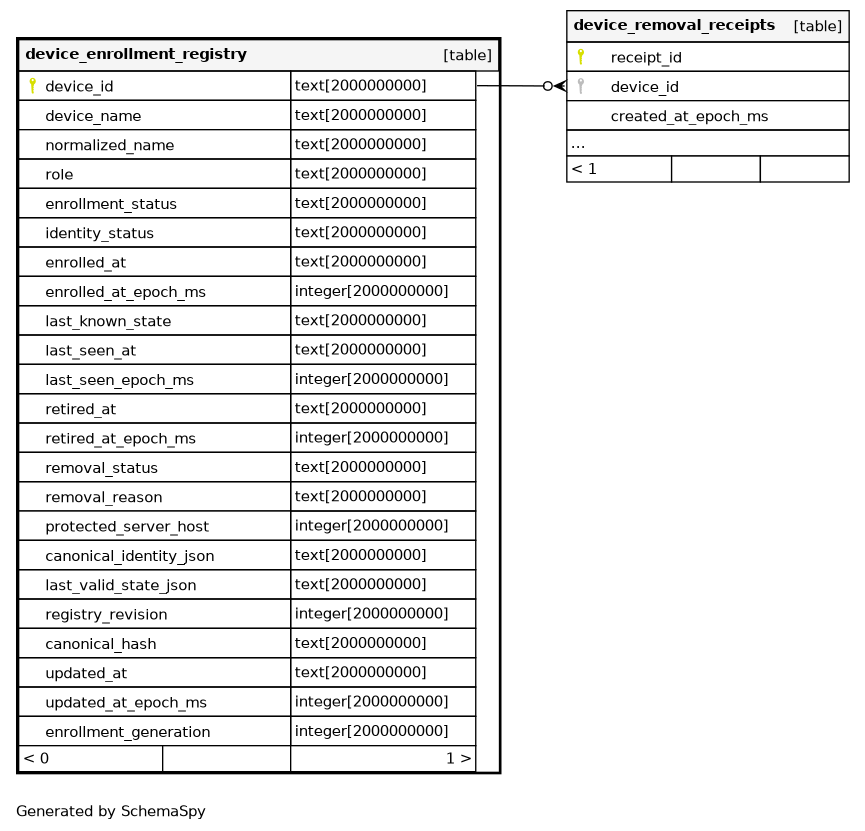 device_enrollment_registry [table]
device_id text[2000000000]
device_name text[2000000000]
normalized_name text[2000000000]
role text[2000000000]
enrollment_status text[2000000000]
identity_status text[2000000000]
enrolled_at text[2000000000]
enrolled_at_epoch_ms integer[2000000000]
last_known_state text[2000000000]
last_seen_at text[2000000000]
last_seen_epoch_ms integer[2000000000]
retired_at text[2000000000]
retired_at_epoch_ms integer[2000000000]
removal_status text[2000000000]
removal_reason text[2000000000]
protected_server_host integer[2000000000]
canonical_identity_json text[2000000000]
last_valid_state_json text[2000000000]
registry_revision integer[2000000000]
canonical_hash text[2000000000]
updated_at text[2000000000]
updated_at_epoch_ms integer[2000000000]
enrollment_generation integer[2000000000]
< 0 1 >
device_removal_receipts [table]
receipt_id
device_id
created_at_epoch_ms
...
< 1
Generated by SchemaSpy